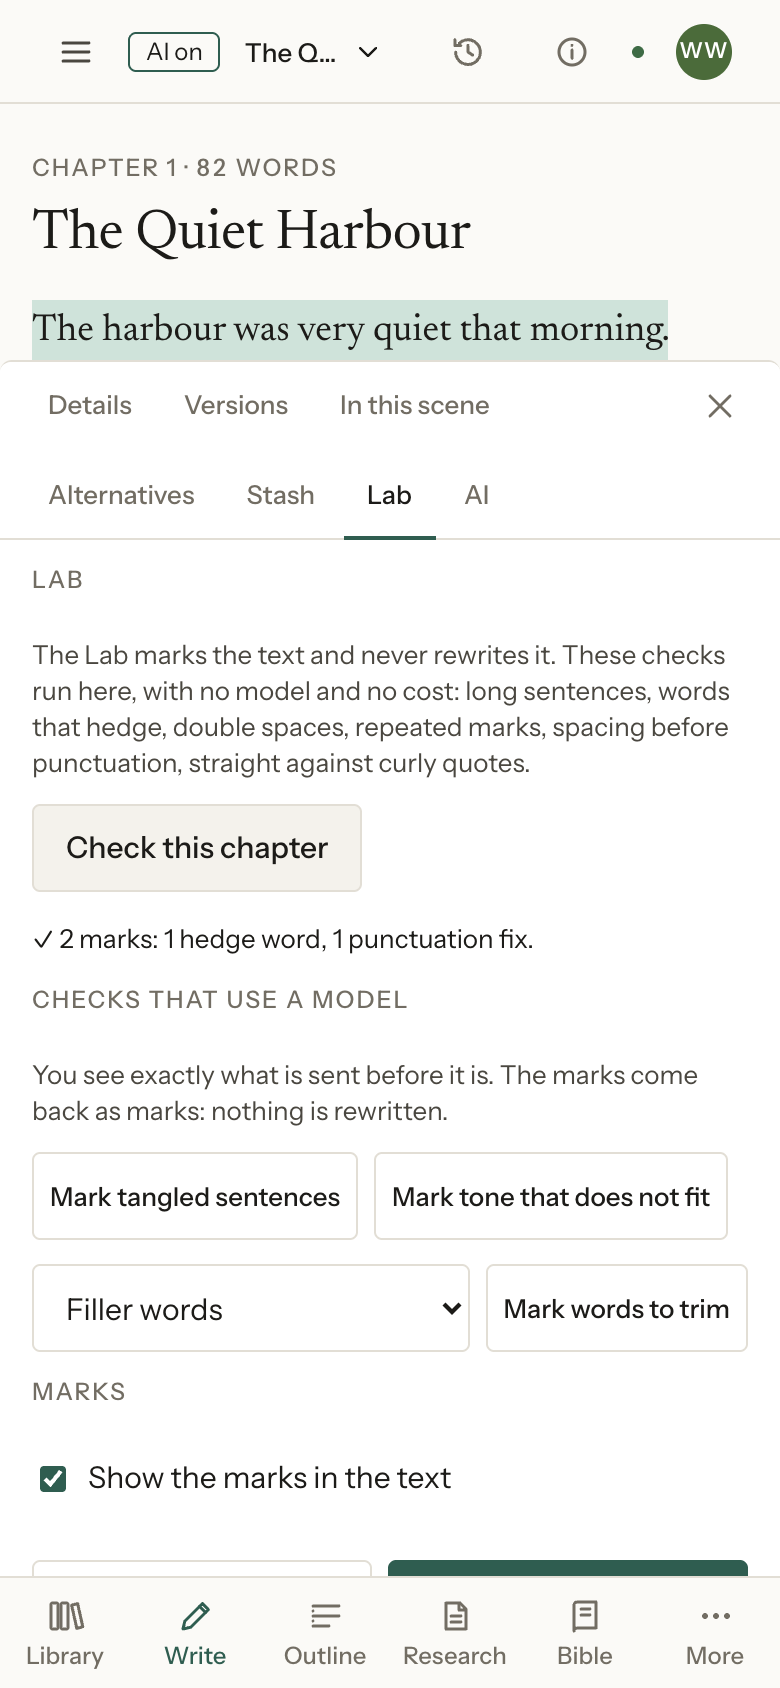 AI on The Q... WW
CHAPTER 1 · 82 WORDS
The Quiet Harbour
The harbour was very quiet that morning.
Details Versions In this scene
Alternatives Stash Lab AI
LAB
The Lab marks the text and never rewrites it. These checks
run here, with no model and no cost: long sentences, words
that hedge, double spaces, repeated marks, spacing before
punctuation, straight against curly quotes.
Check this chapter
✓ 2 marks: 1 hedge word, 1 punctuation fix.
CHECKS THAT USE A MODEL
You see exactly what is sent before it is. The marks come
back as marks: nothing is rewritten.
Mark tangled sentences Mark tone that does not fit
Filler words Mark words to trim
MARKS
Show the marks in the text
Library Write Outline Research Bible More